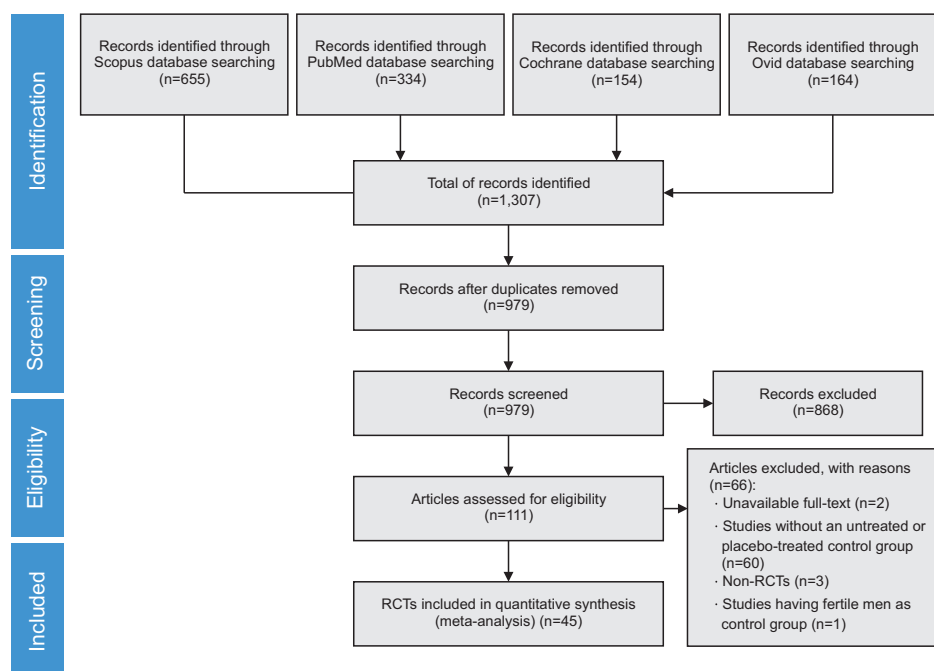 Identification
Records identified through
Scopus database searching
(n=655)
Records identified through
PubMed database searching
(n=334)
Records identified through
Cochrane database searching
(n=154)
Records identified through
Ovid database searching
(n=164)
Total of records identified
(n=1,307)
Screening
Records after duplicates removed
(n=979)
Records screened
(n=979)
Records excluded
(n=868)
Eligibility
Articles assessed for eligibility
(n=111)
Articles excluded, with reasons
(n=66):
· Unavailable full-text (n=2)
· Studies without an untreated or
placebo-treated control group
(n=60)
· Non-RCTs (n=3)
· Studies having fertile men as
control group (n=1)
Included
RCTs included in quantitative synthesis
(meta-analysis) (n=45)